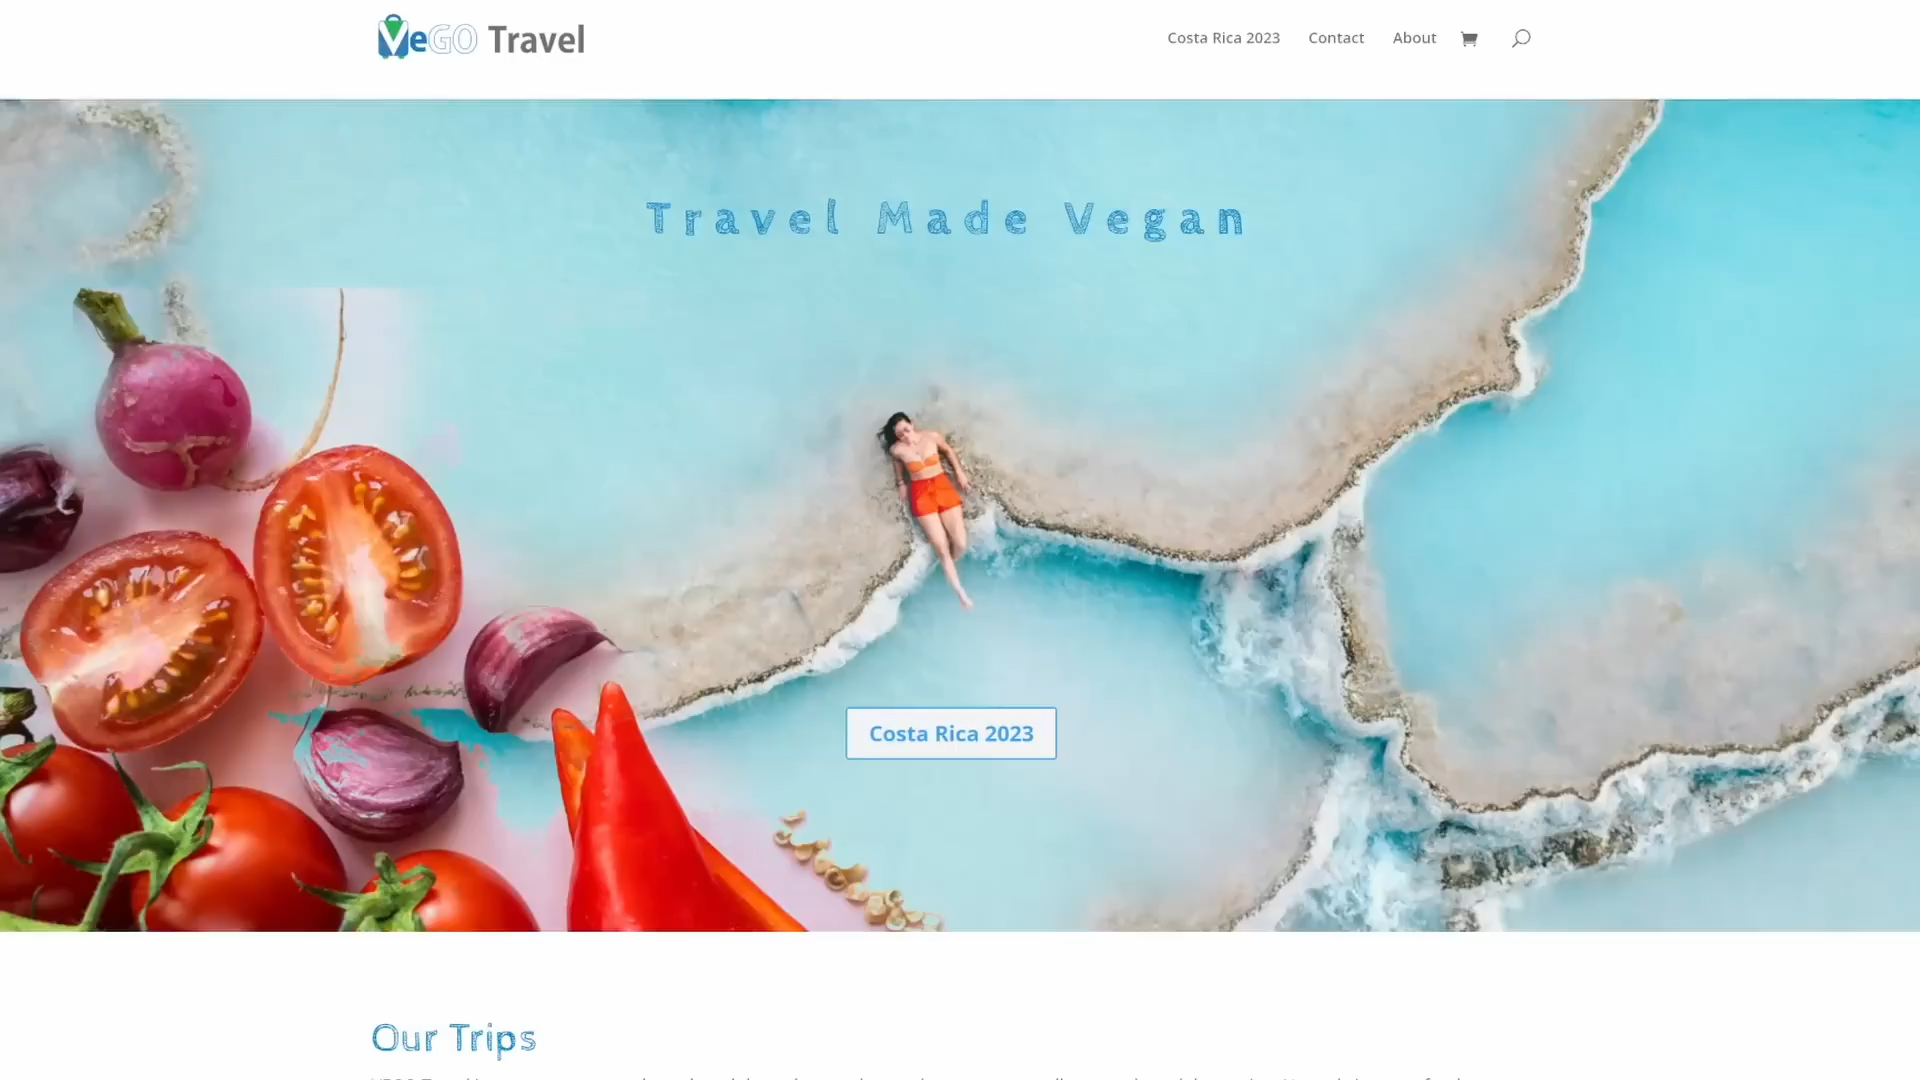 VeGO Travel
Costa Rica 2023 Contact About
Travel Made Vegan
Costa Rica 2023
Our Trips